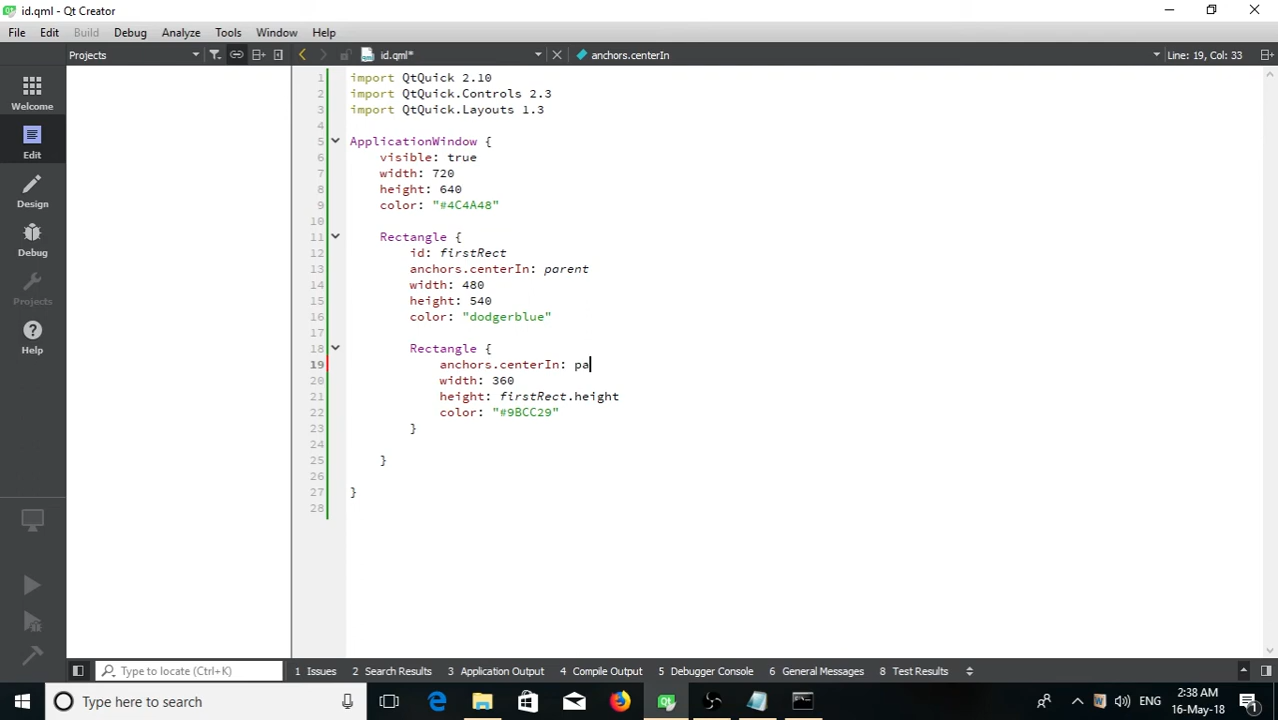 id.qml - Qt Creator
File Edit Build Debug Analyze Tools Window Help
Projects id.qml* anchors.centerIn Line: 19, Col: 33
Welcome
Edit
Design
Debug
Projects
Help
1 import QtQuick 2.10
2 import QtQuick.Controls 2.3
3 import QtQuick.Layouts 1.3
4
5 ApplicationWindow {
6 visible: true
7 width: 720
8 height: 640
9 color: "#4C4A48"
10
11 Rectangle {
12 id: firstRect
13 anchors.centerIn: parent
14 width: 480
15 height: 540
16 color: "dodgerblue"
17
18 Rectangle {
19 anchors.centerIn: pa
20 width: 360
21 height: firstRect.height
22 color: "#9BCC29"
23 }
24
25 }
26
27 }
28
Type to locate (Ctrl+K) 1 Issues 2 Search Results 3 Application Output 4 Compile Output 5 Debugger Console 6 General Messages 8 Test Results
Type here to search ENG 2:38 AM
16-May-18 1